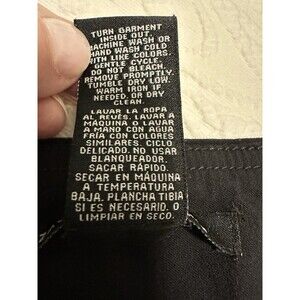 TURN GARMENT
INSIDE OUT.
MACHINE WASH OR
HAND WASH COLD
WITH LIKE COLORS.
GENTLE CYCLE.
DO NOT BLEACH.
REMOVE PROMPTLY.
TUMBLE DRY LOW.
WARM IRON IF
NEEDED. OR DRY
CLEAN.
LAVAR LA ROPA
AL REVÉS. LAVAR A
MÁQUINA O LAVAR
A MANO CON AGUA
FRÍA CON COLORES
SIMILARES. CICLO
DELICADO. NO USAR
BLANQUEADOR.
SACAR RÁPIDO.
SECAR EN MÁQUINA
A TEMPERATURA
BAJA. PLANCHA TIBIA
SI ES NECESARIO. O
LIMPIAR EN SECO.